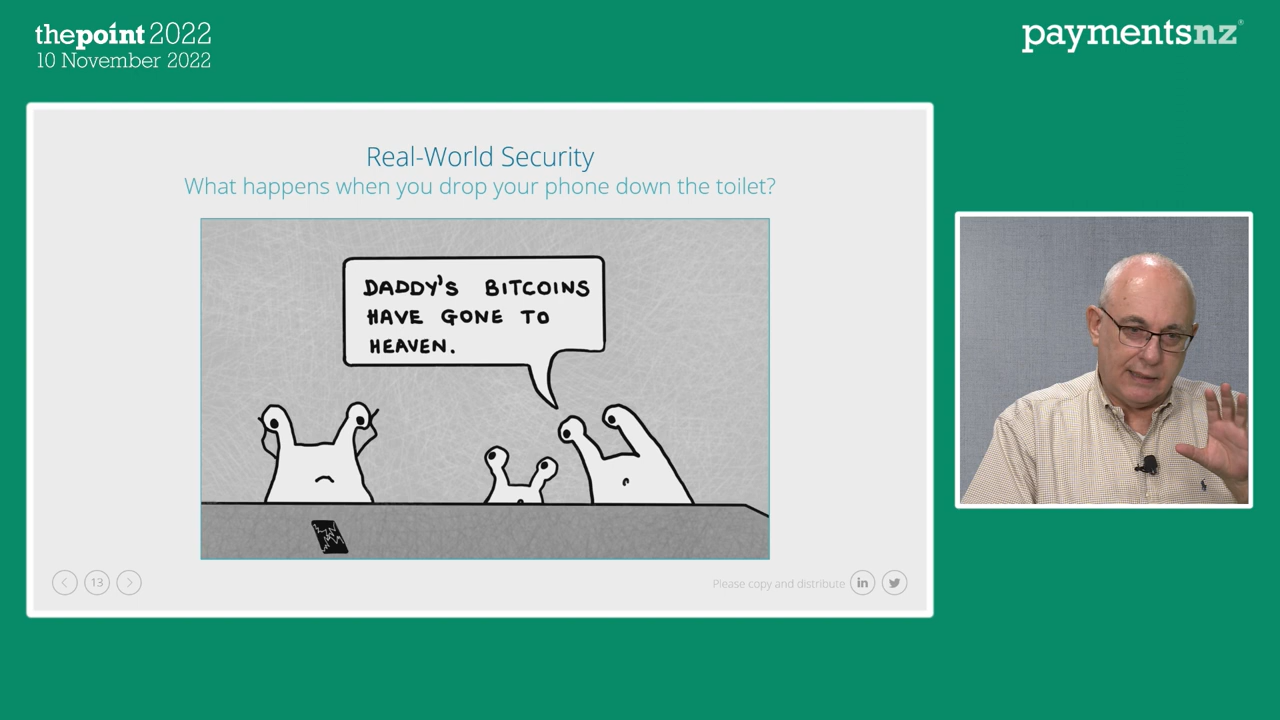 thepoint 2022
10 November 2022
paymentsnz
Real-World Security
What happens when you drop your phone down the toilet?
DADDY'S BITCOINS
HAVE GONE TO
HEAVEN.
13
Please copy and distribute in